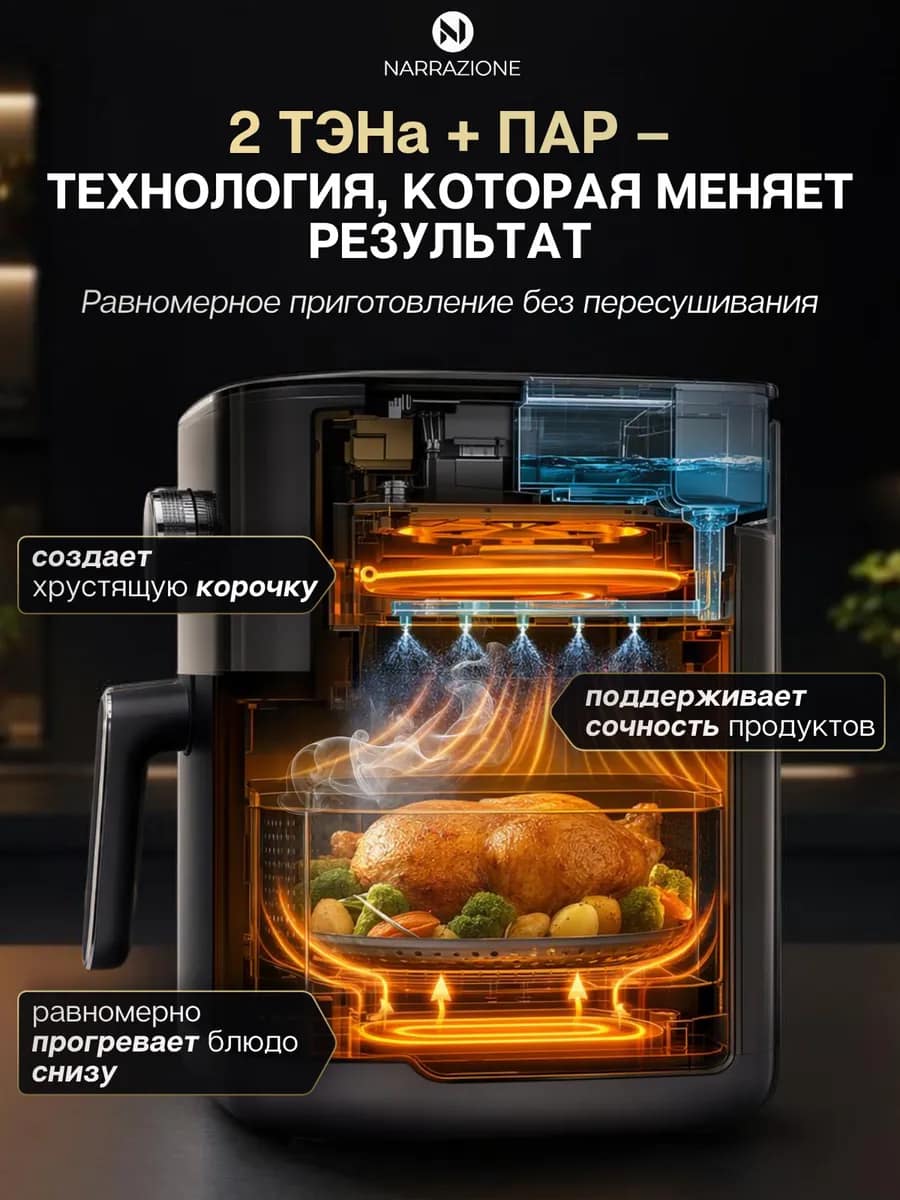 NARRAZIONE
2 ТЭНа + ПАР –
ТЕХНОЛОГИЯ, КОТОРАЯ МЕНЯЕТ
РЕЗУЛЬТАТ
Равномерное приготовление без пересушивания
создает
хрустящую корочку
поддерживает
сочность продуктов
равномерно
прогревает блюдо
снизу